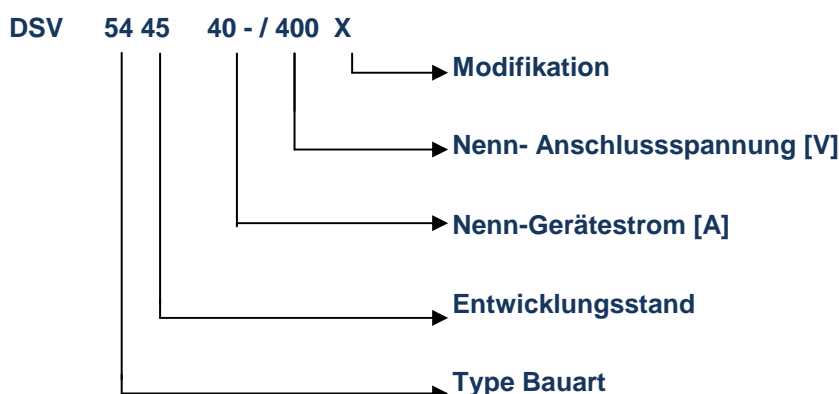 DSV 54 45 40 - / 400 X
Modifikation
Nenn- Anschlussspannung [V]
Nenn-Gerätestrom [A]
Entwicklungsstand
Type Bauart